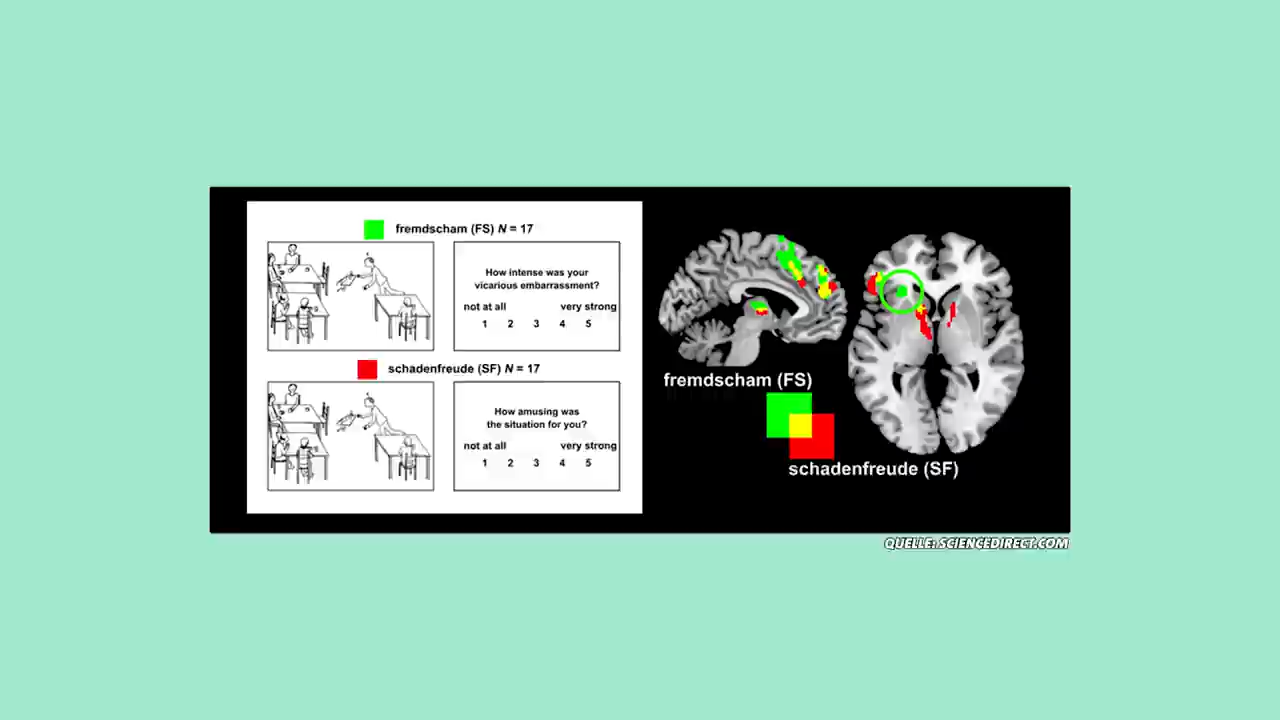 fremdscham (FS) N = 17
How intense was your
vicarious embarrassment?
not at all very strong
1 2 3 4 5
schadenfreude (SF) N = 17
How amusing was
the situation for you?
not at all very strong
1 2 3 4 5
fremdscham (FS)
schadenfreude (SF)
QUELLE: SCIENCEDIRECT.COM